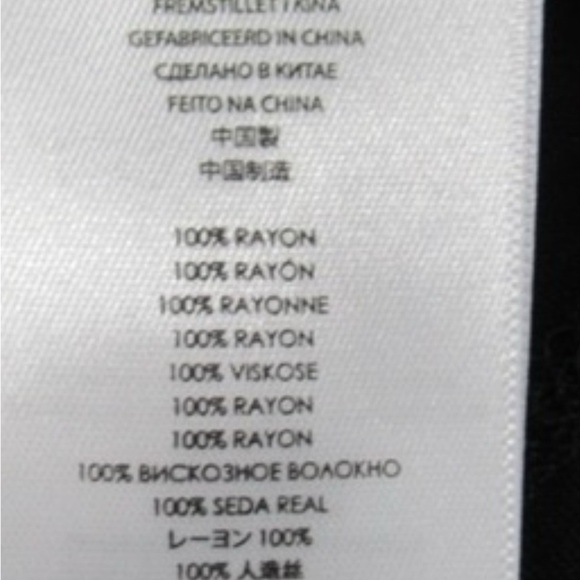 FREMSTILLET I KINA
GEFABRICEERD IN CHINA
СДЕЛАНО В КИТАЕ
FEITO NA CHINA
中国製
中国制造
100% RAYON
100% RAYÓN
100% RAYONNE
100% RAYON
100% VISKOSE
100% RAYON
100% RAYON
100% ВИСКОЗНОЕ ВОЛОКНО
100% SEDA REAL
レーヨン 100%
100% 人造丝